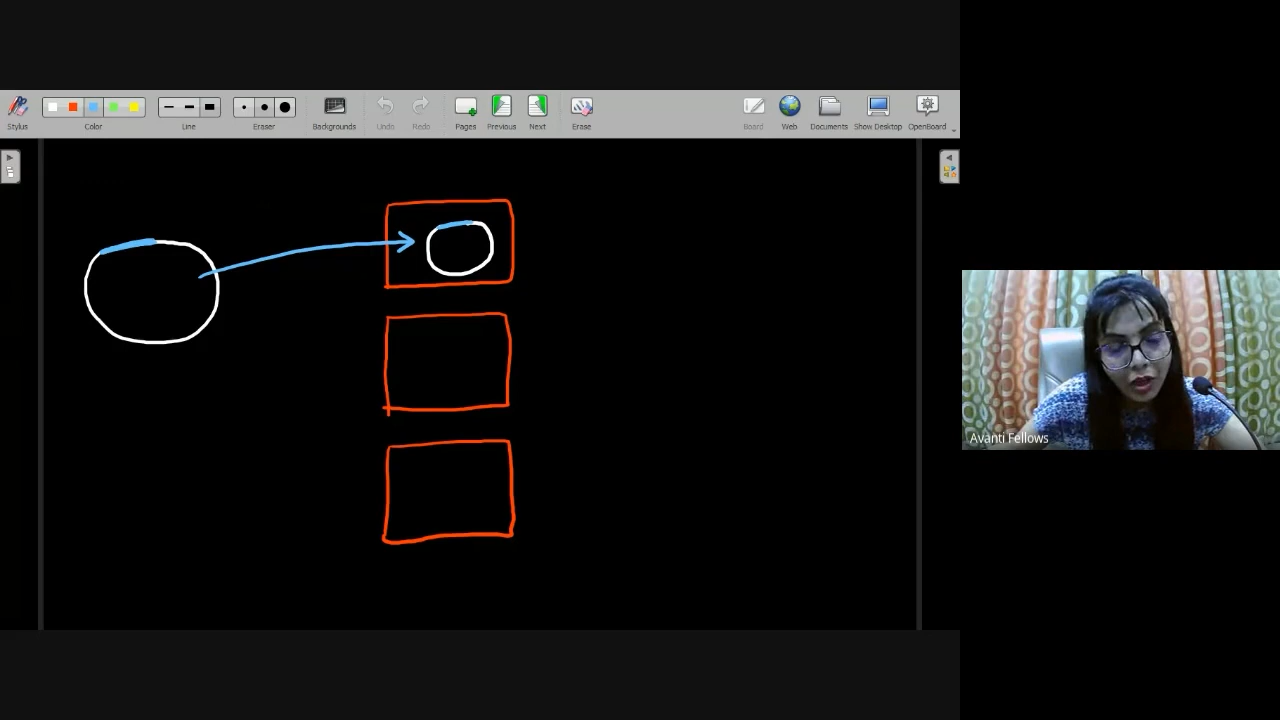 Stylus
Color
Line
Eraser
Backgrounds
Undo
Redo
Pages
Previous
Next
Erase
Board
Web
Documents
Show Desktop
OpenBoard
Avanti Fellows